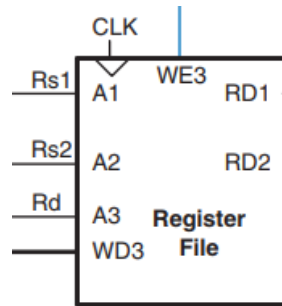 CLK
WE3
Rs1
A1
RD1
Rs2
A2
RD2
Rd
A3
Register
File
WD3